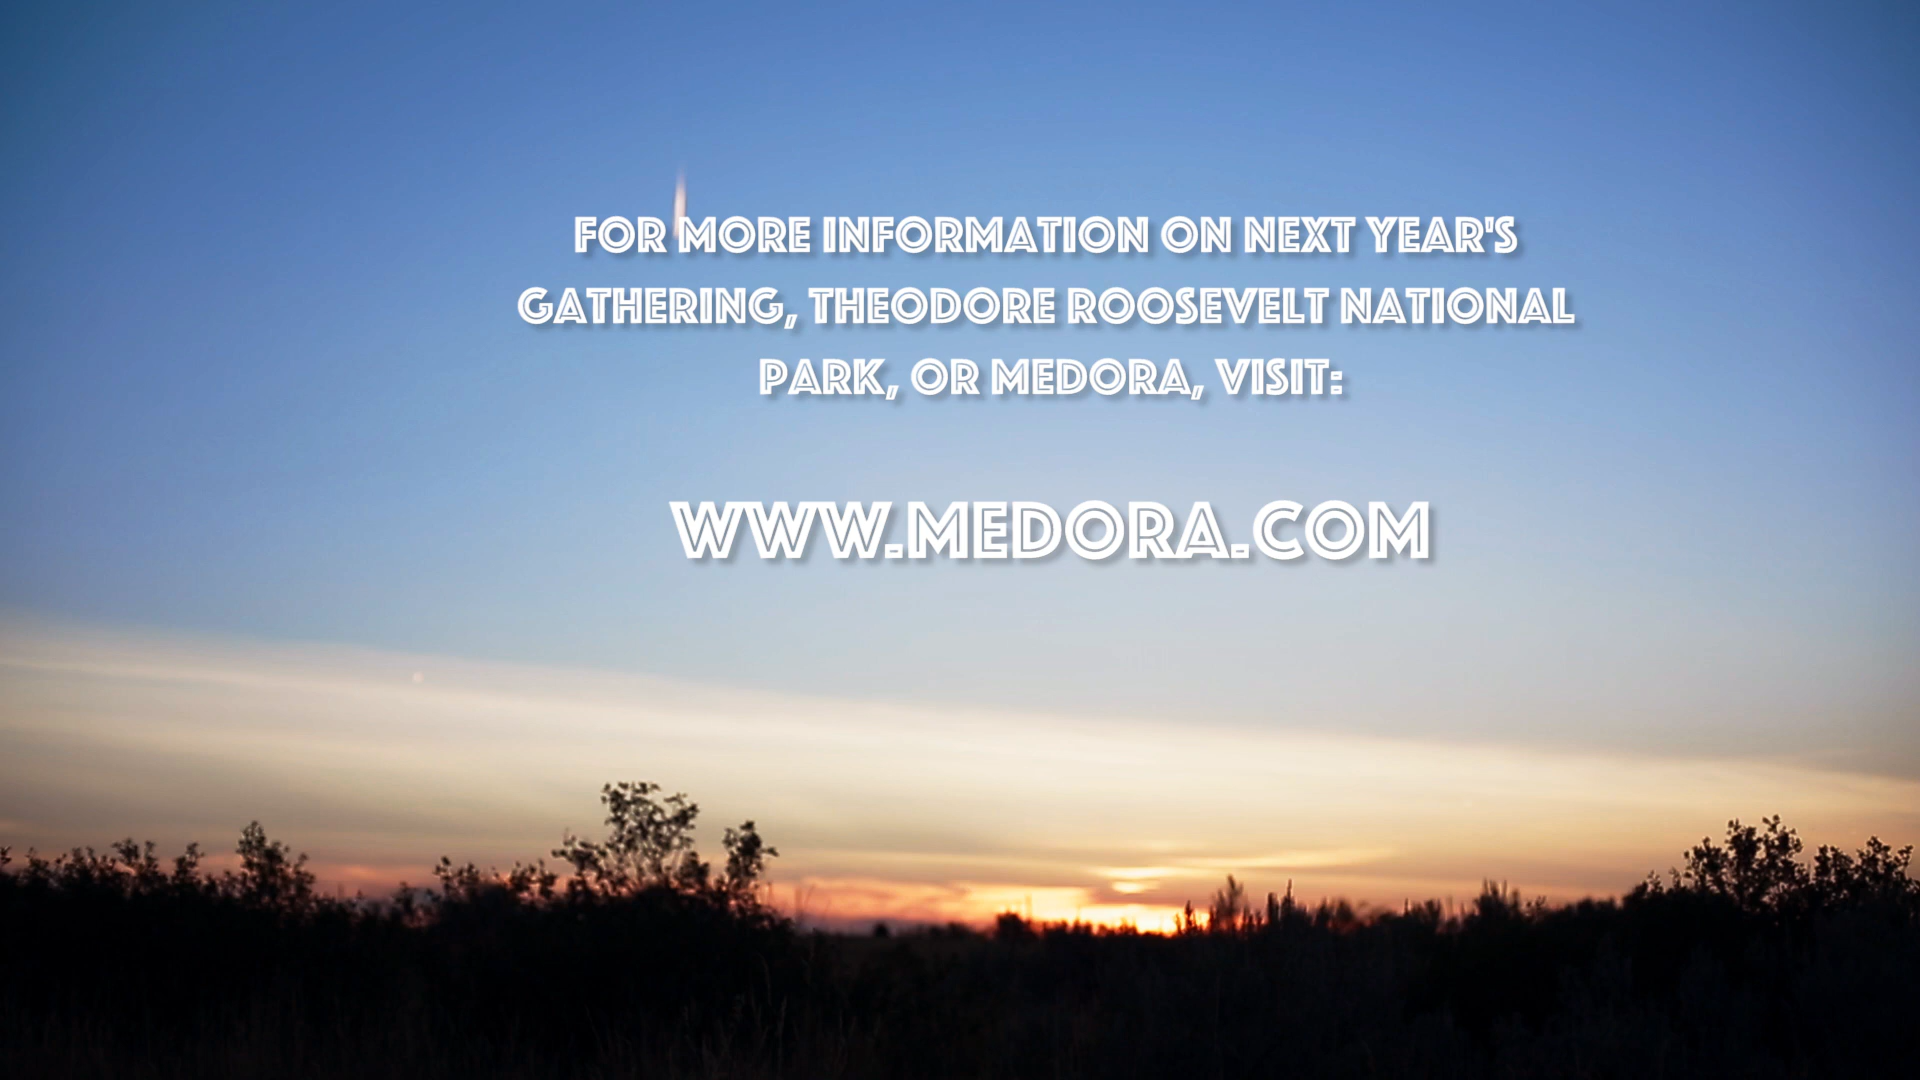 FOR MORE INFORMATION ON NEXT YEAR'S
GATHERING, THEODORE ROOSEVELT NATIONAL
PARK, OR MEDORA, VISIT:
WWW.MEDORA.COM